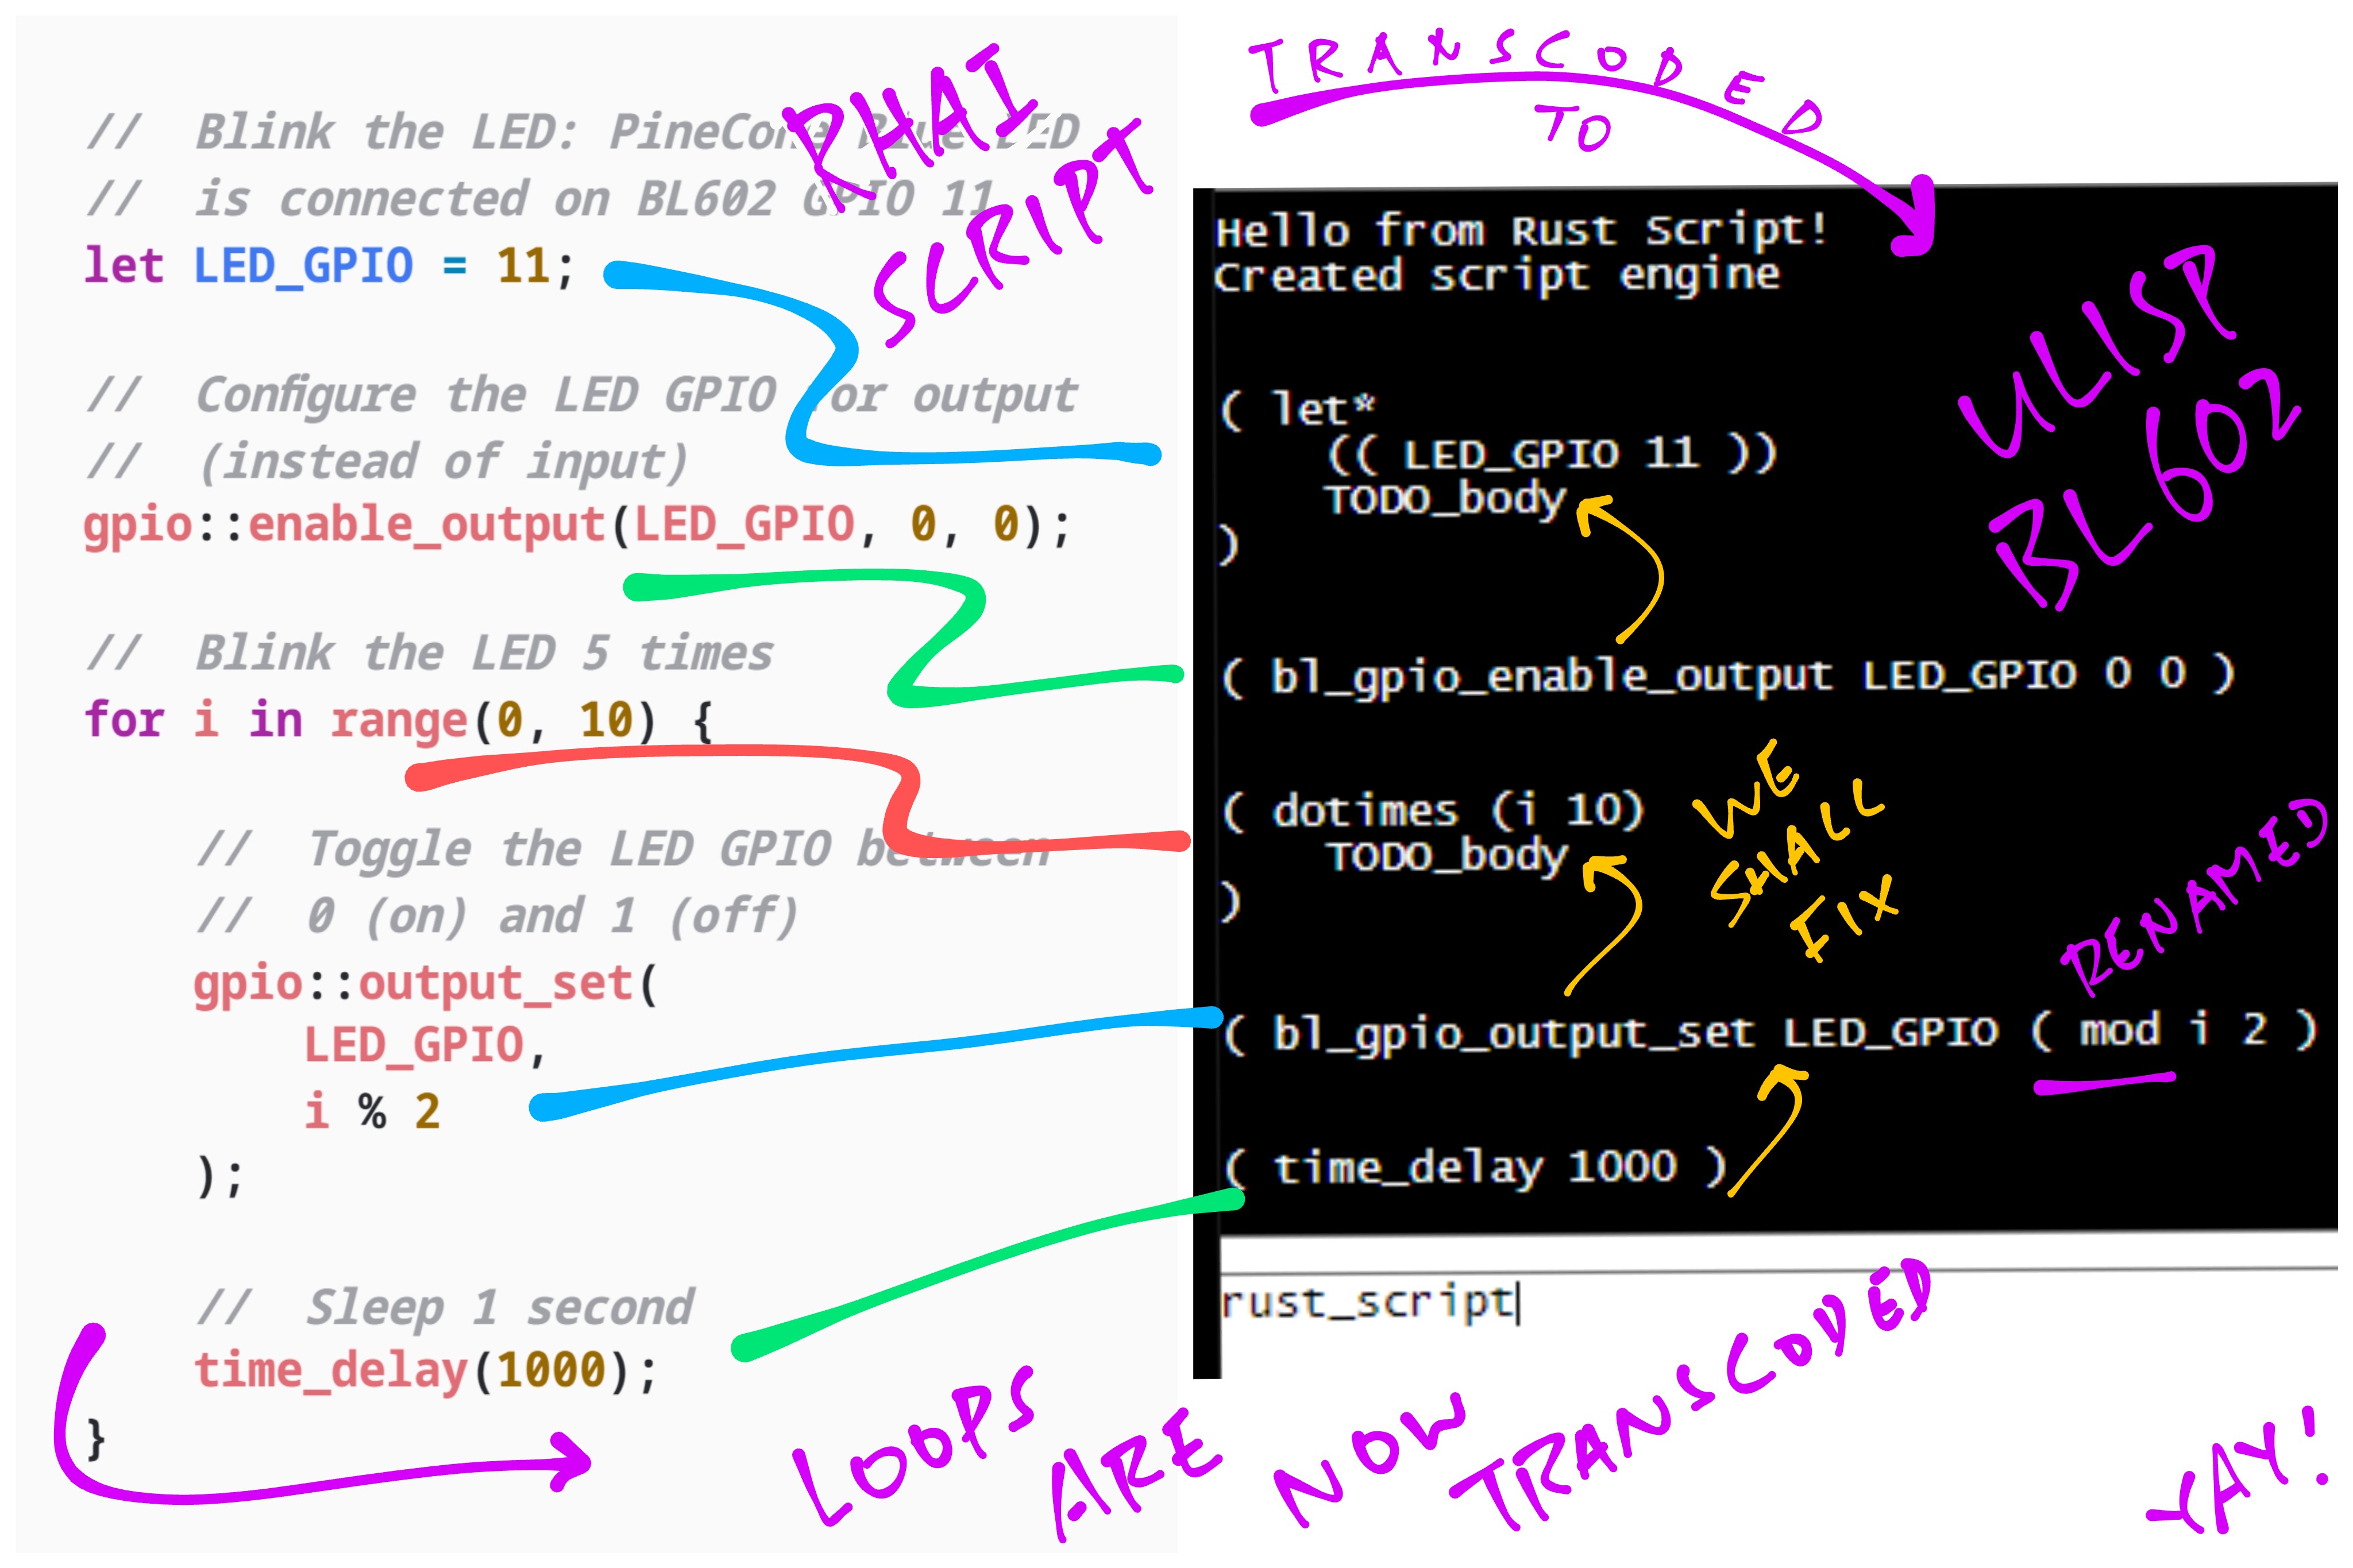 // Blink the LED: PineCone Blue LED
// is connected on BL602 GPIO 11
let LED_GPIO = 11;
// Configure the LED GPIO for output
// (instead of input)
gpio::enable_output(LED_GPIO, 0, 0);
// Blink the LED 5 times
for i in range(0, 10) {
// Toggle the LED GPIO between
// 0 (on) and 1 (off)
gpio::output_set(
LED_GPIO,
i % 2
);
// Sleep 1 second
time_delay(1000);
}
RHAI
SCRIPT
TRANSCODED
TO
Hello from Rust Script!
Created script engine
( let*
(( LED_GPIO 11 ))
TODO_body
)
( bl_gpio_enable_output LED_GPIO 0 0 )
( dotimes (i 10)
TODO_body
)
( bl_gpio_output_set LED_GPIO ( mod i 2 )
( time_delay 1000 )
ULISP
BL602
WE
SHALL
FIX
RENAMED
rust_script
LOOPS ARE NOW TRANSCODED
YAY!